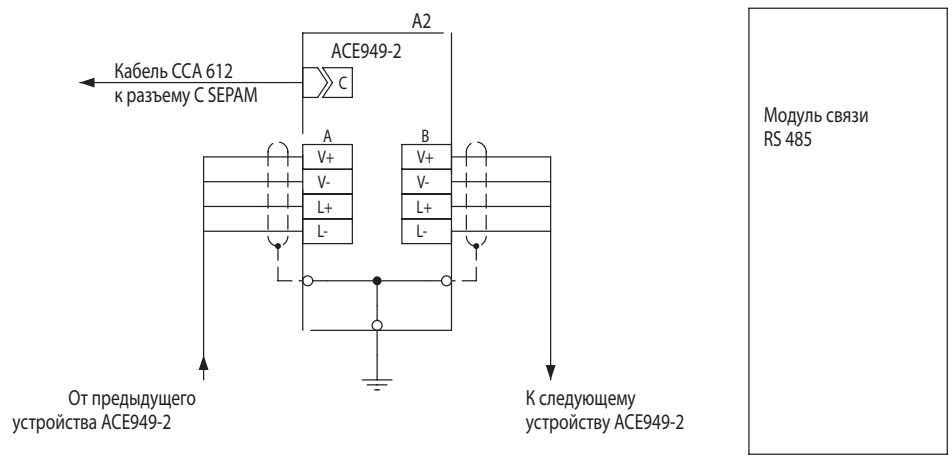 A2
ACE949-2
Кабель CCA 612
к разъему C SEPAM
C
Модуль связи
RS 485
A
B
V+
V+
V-
V-
L+
L+
L-
L-
От предыдущего
устройства ACE949-2
К следующему
устройству ACE949-2